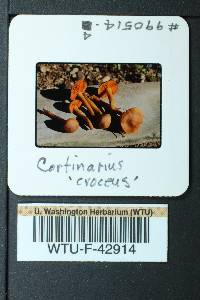 # 990514-
4
Cortinarius
'croceus'
U. Washington Herbarium (WTU)
WTU-F-42914